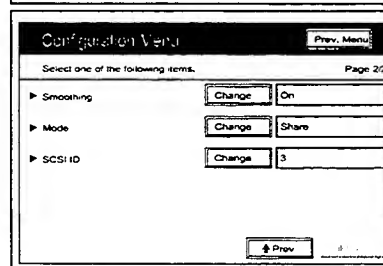 Configuration Menu Prev. Menu
Select one of the following items. Page 2/2
▶ Smoothing Change On
▶ Mode Change Share
▶ SCSI ID Change 3
Prev